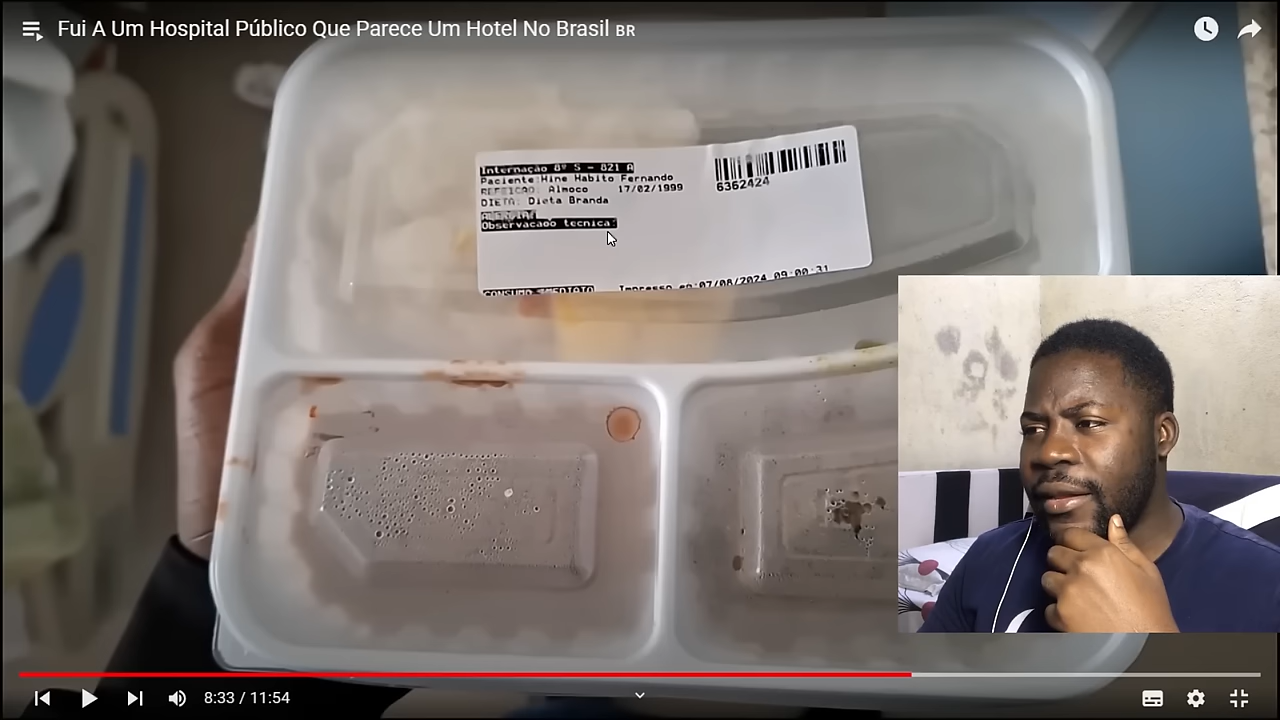 Fui A Um Hospital Público Que Parece Um Hotel No Brasil BR
Internação 8º S - 821 A
Paciente:Hine Habito Fernando
REFEICAO: Almoco 17/02/1999
DIETA: Dieta Branda
ALERGIA:
Observacaoo tecnica:
6362424
CONSUMO IMEDIATO
Impresso em:07/08/2024 09:00:31
8:33 / 11:54